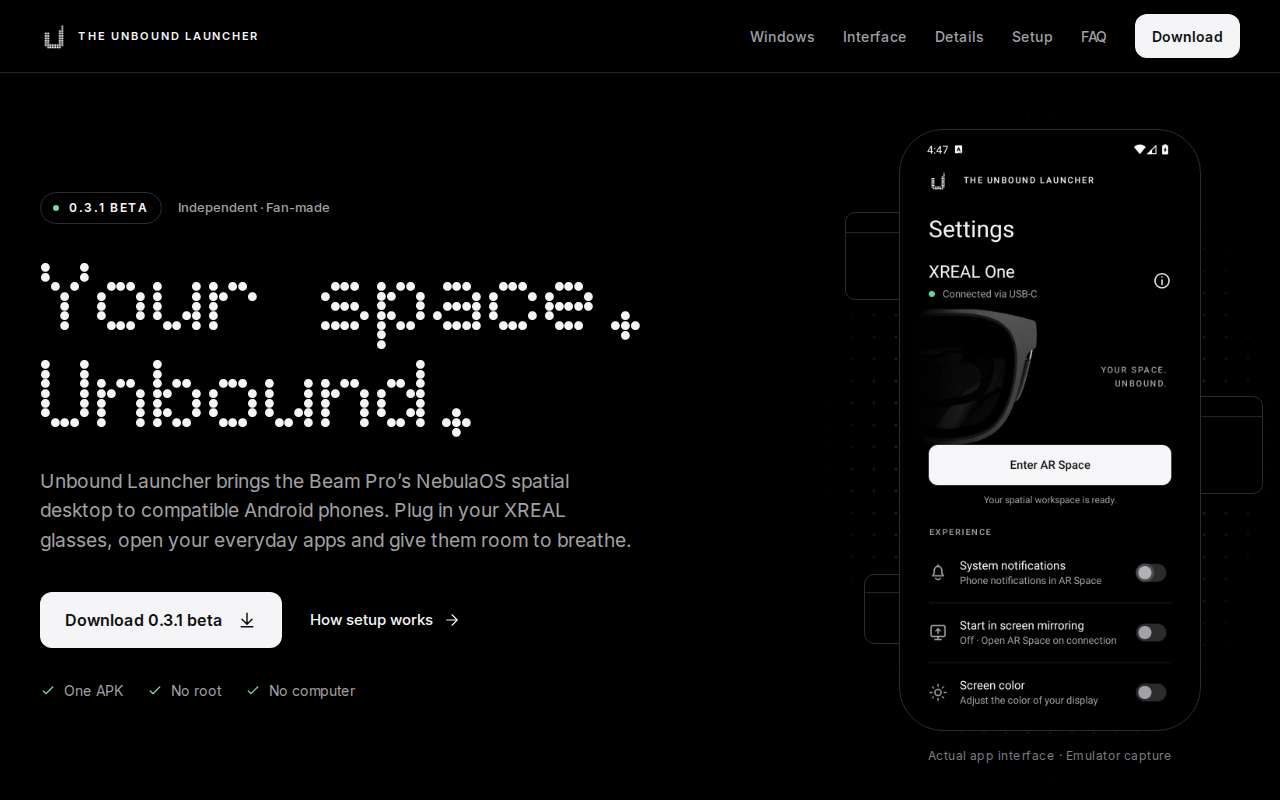 THE UNBOUND LAUNCHER
Windows Interface Details Setup FAQ Download
0.3.1 BETA Independent · Fan-made
Your space.
Unbound.
Unbound Launcher brings the Beam Pro’s NebulaOS spatial
desktop to compatible Android phones. Plug in your XREAL
glasses, open your everyday apps and give them room to breathe.
Download 0.3.1 beta How setup works
One APK No root No computer
4:47
THE UNBOUND LAUNCHER
Settings
XREAL One
Connected via USB-C
YOUR SPACE.
UNBOUND.
Enter AR Space
Your spatial workspace is ready.
EXPERIENCE
System notifications
Phone notifications in AR Space
Start in screen mirroring
Off · Open AR Space on connection
Screen color
Adjust the color of your display
Actual app interface · Emulator capture